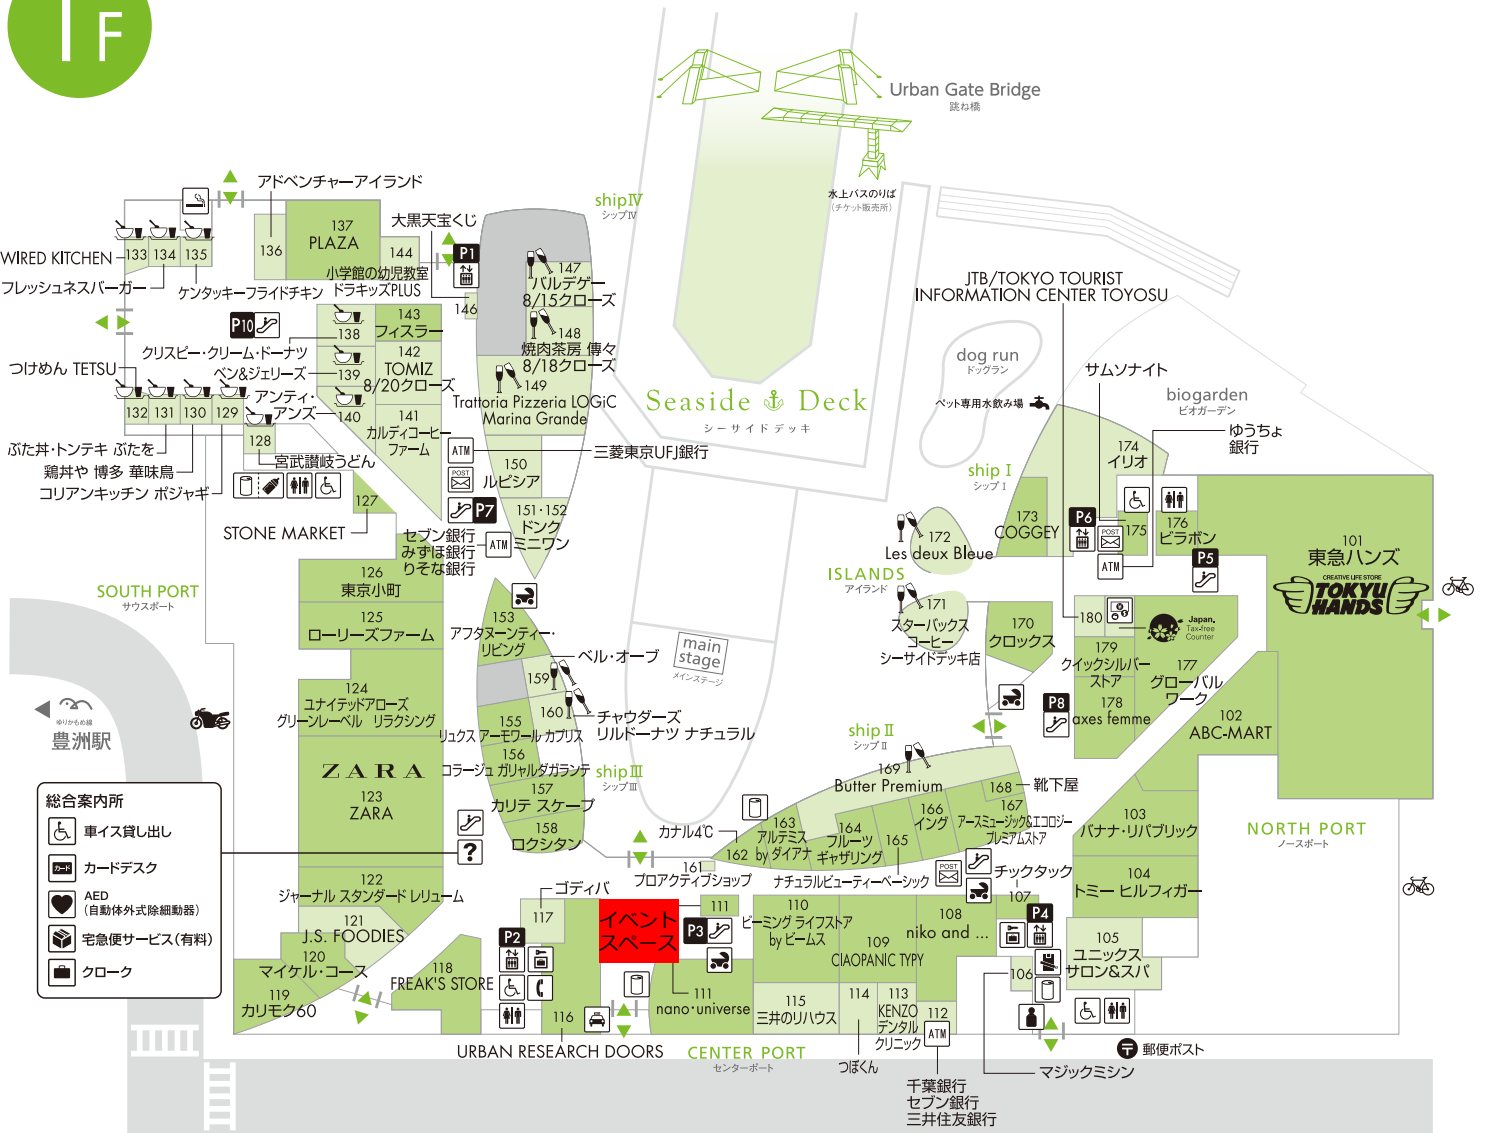 1F
Urban Gate Bridge
跳ね橋
水上バスのりば
(チケット販売所)
アドベンチャーアイランド
shipⅣ
シップⅣ
大黒天宝くじ
137
PLAZA
136
144
P1
WIRED KITCHEN
133
134
135
フレッシュネスバーガー
ケンタッキーフライドチキン
小学館の幼児教室
ドラキッズPLUS
146
147
バルデゲー
8/15クローズ
JTB/TOKYO TOURIST
INFORMATION CENTER TOYOSU
P10
138
143
フィスラー
148
焼肉茶房 傳々
8/18クローズ
クリスピー・クリーム・ドーナツ
ベン&ジェリーズ
139
142
TOMIZ
8/20クローズ
149
Trattoria Pizzeria LOGiC
Marina Grande
つけめん TETSU
アンティ・
アンズ
140
132
131
130
129
128
141
カルディコーヒー
ファーム
Seaside Deck
シーサイドデッキ
dog run
ドッグラン
ペット専用水飲み場
サムソナイト
biogarden
ビオガーデン
ゆうちょ
銀行
ぶた丼・トンテキ ぶたを
鶏丼や 博多 華味鳥
コリアンキッチン ポジャギ
宮武讃岐うどん
ATM
三菱東京UFJ銀行
POST
150
ルピシア
ship Ⅰ
シップⅠ
174
イリオ
127
STONE MARKET
P7
セブン銀行
みずほ銀行
りそな銀行
ATM
151・152
ドンク
ミニワン
172
Les deux Bleue
173
COGGEY
P6
POST
175
ATM
176
ビラボン
P5
101
東急ハンズ
CREATIVE LIFE STORE
TOKYU
HANDS
SOUTH PORT
サウスポート
126
東京小町
125
ローリーズファーム
153
アフタヌーンティー・
リビング
ISLANDS
アイランド
171
スターバックス
コーヒー
シーサイドデッキ店
170
クロックス
180
Japan.
Tax-free
Counter
179
クイックシルバー
ストア
177
グローバル
ワーク
main
stage
メインステージ
ベル・オーブ
159
160
チャウダーズ
リルドーナツ ナチュラル
124
ユナイテッドアローズ
グリーンレーベル リラクシング
155
リュクス アーモワール カプリス
156
コラージュ ガリャルダガランテ
P8
178
axes femme
102
ABC-MART
ゆりかもめ線
豊洲駅
ZARA
123
ZARA
shipⅢ
シップⅢ
157
カリテ スケープ
158
ロクシタン
ship Ⅱ
シップⅡ
169
Butter Premium
168
靴下屋
167
アースミュージック&エコロジー
プレミアムストア
166
イング
165
164
フルーツ
ギャザリング
163
アルテミス
by ダイアナ
カナル4℃
162
161
プロアクティブショップ
ナチュラルビューティーベーシック
POST
チックタック
107
103
バナナ・リパブリック
104
トミー ヒルフィガー
NORTH PORT
ノースポート
総合案内所
車イス貸し出し
カード
カードデスク
AED
(自動体外式除細動器)
宅急便サービス(有料)
クローク
?
122
ジャーナル スタンダード レリューム
121
J.S. FOODIES
120
マイケル・コース
119
カリモク60
118
FREAK'S STORE
ゴディバ
117
P2
イベント
スペース
111
P3
110
ビーミング ライフストア
by ビームス
109
CIAOPANIC TYPY
108
niko and ...
P4
105
ユニックス
サロン&スパ
106
116
URBAN RESEARCH DOORS
111
nano・universe
115
三井のリハウス
114
つぼくん
113
KENZO
デンタル
クリニック
112
ATM
千葉銀行
セブン銀行
三井住友銀行
マジックミシン
郵便ポスト
CENTER PORT
センターポート